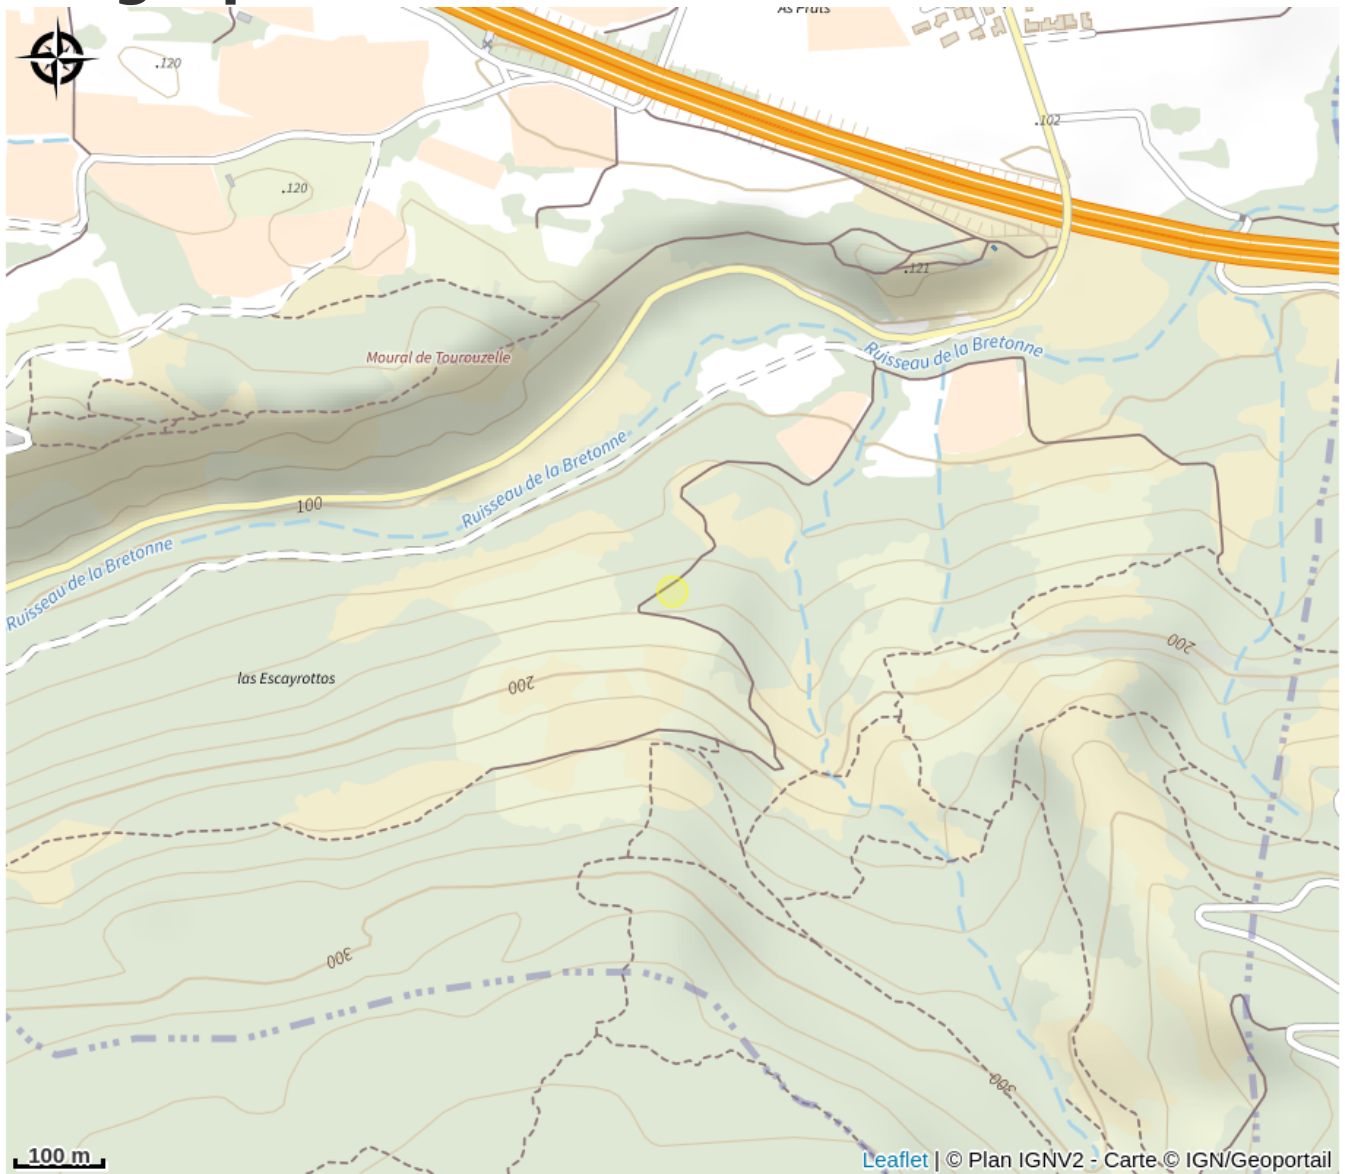 As Pruts
.120
.102
.120
.121
Ruisseau de la Bretonne
Moural de Tourouzelle
Ruisseau de la Bretonne
100
Ruisseau de la Bretonne
200
las Escayrottos
200
300
300
100 m
Leaflet | © Plan IGNV2 - Carte © IGN/Geoportail